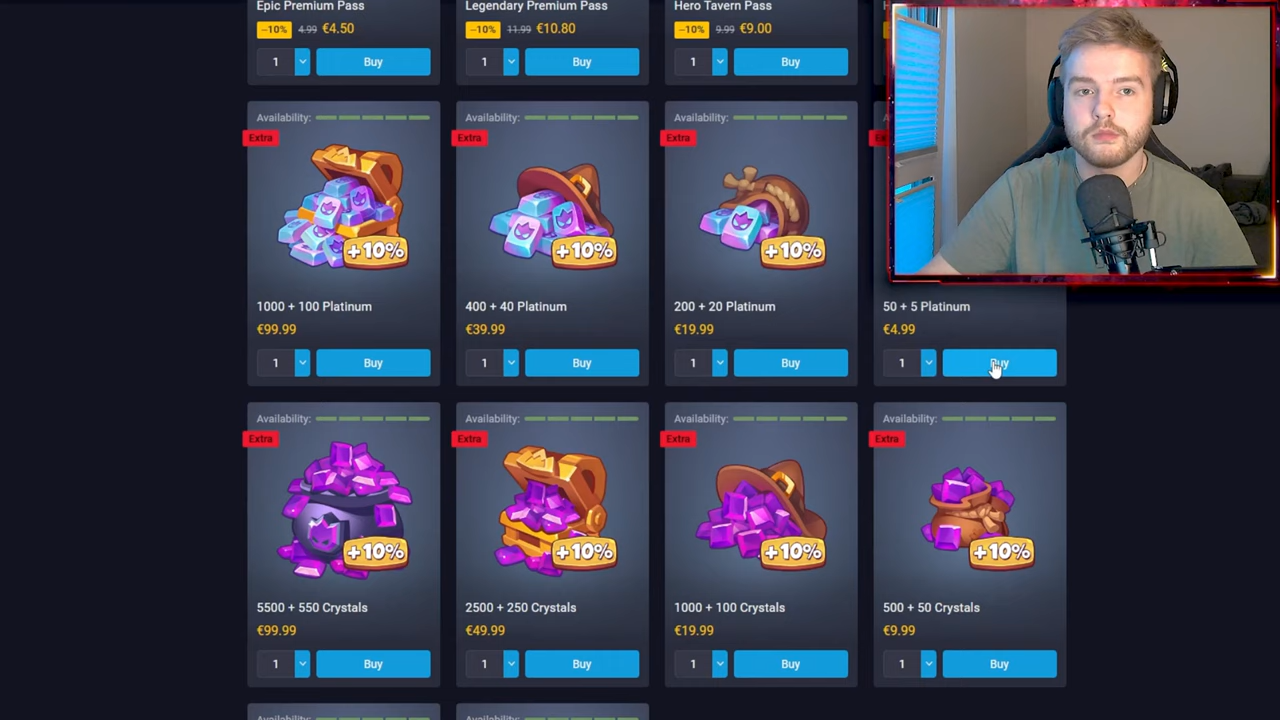 Epic Premium Pass
–10% 4.99 €4.50
1 Buy
Legendary Premium Pass
–10% 11.99 €10.80
1 Buy
Hero Tavern Pass
–10% 9.99 €9.00
1 Buy
Availability:
Extra
+10%
1000 + 100 Platinum
€99.99
1 Buy
Availability:
Extra
+10%
400 + 40 Platinum
€39.99
1 Buy
Availability:
Extra
+10%
200 + 20 Platinum
€19.99
1 Buy
50 + 5 Platinum
€4.99
1 Buy
Availability:
Extra
+10%
5500 + 550 Crystals
€99.99
1 Buy
Availability:
Extra
+10%
2500 + 250 Crystals
€49.99
1 Buy
Availability:
Extra
+10%
1000 + 100 Crystals
€19.99
1 Buy
Availability:
Extra
+10%
500 + 50 Crystals
€9.99
1 Buy
Availability:
Availability: